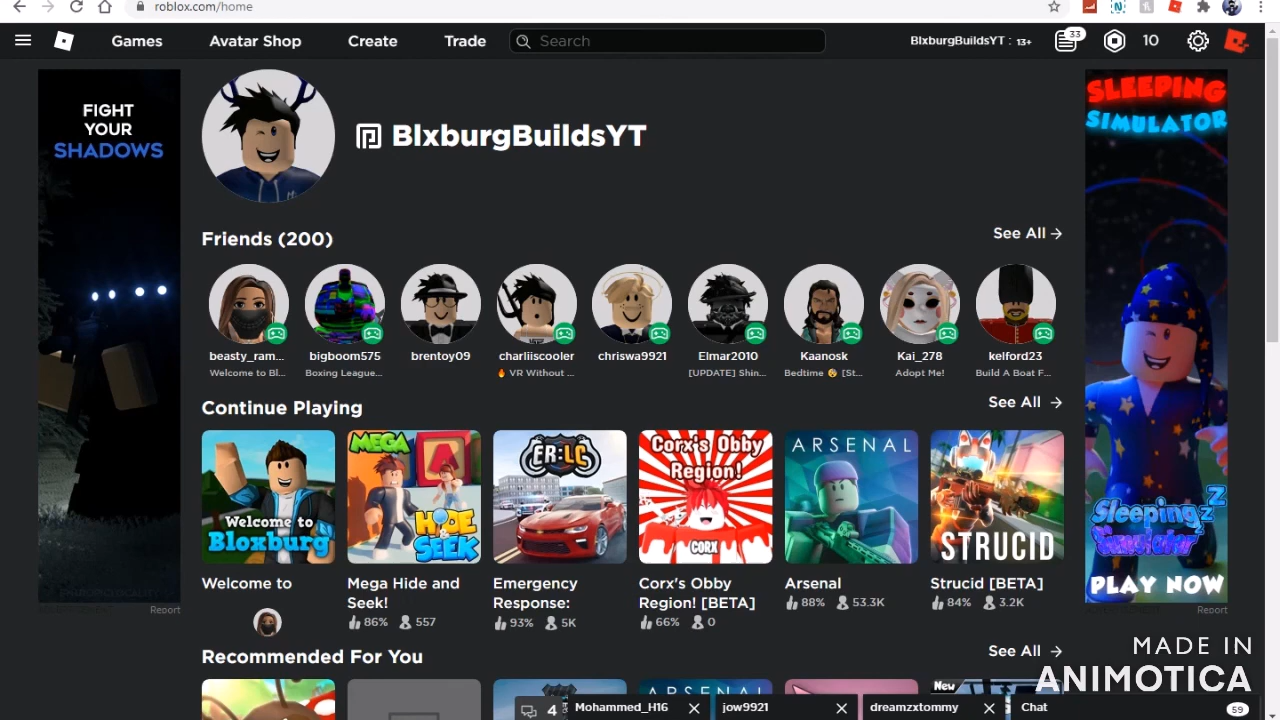 roblox.com/home
Games
Avatar Shop
Create
Trade
Search
BlxburgBuildsYT : 13+
33
10
FIGHT
YOUR
SHADOWS
Report
BlxburgBuildsYT
Friends (200)
See All →
beasty_ram...
Welcome to Bl...
bigboom575
Boxing League...
brentoy09
charliiscooler
🔥 VR Without ...
chriswa9921
Elmar2010
[UPDATE] Shin...
Kaanosk
Bedtime 😴 [St...
Kai_278
Adopt Me!
kelford23
Build A Boat F...
Continue Playing
See All →
Welcome to
Bloxburg
Welcome to
MEGA
A
HIDE
SEEK
Mega Hide and
Seek!
86% 557
ER:LC
Emergency
Response:
93% 5K
Corx's Obby
Region!
CORX
Corx's Obby
Region! [BETA]
66% 0
ARSENAL
Arsenal
88% 53.3K
STRUCID
Strucid [BETA]
84% 3.2K
Recommended For You
See All →
ARSENAL
New
SLEEPING
SIMULATOR
Sleeping
Simulator
Z
Z
PLAY NOW
Report
MADE IN
ANIMOTICA
4
Mohammed_H16
jow9921
dreamzxtommy
Chat
59